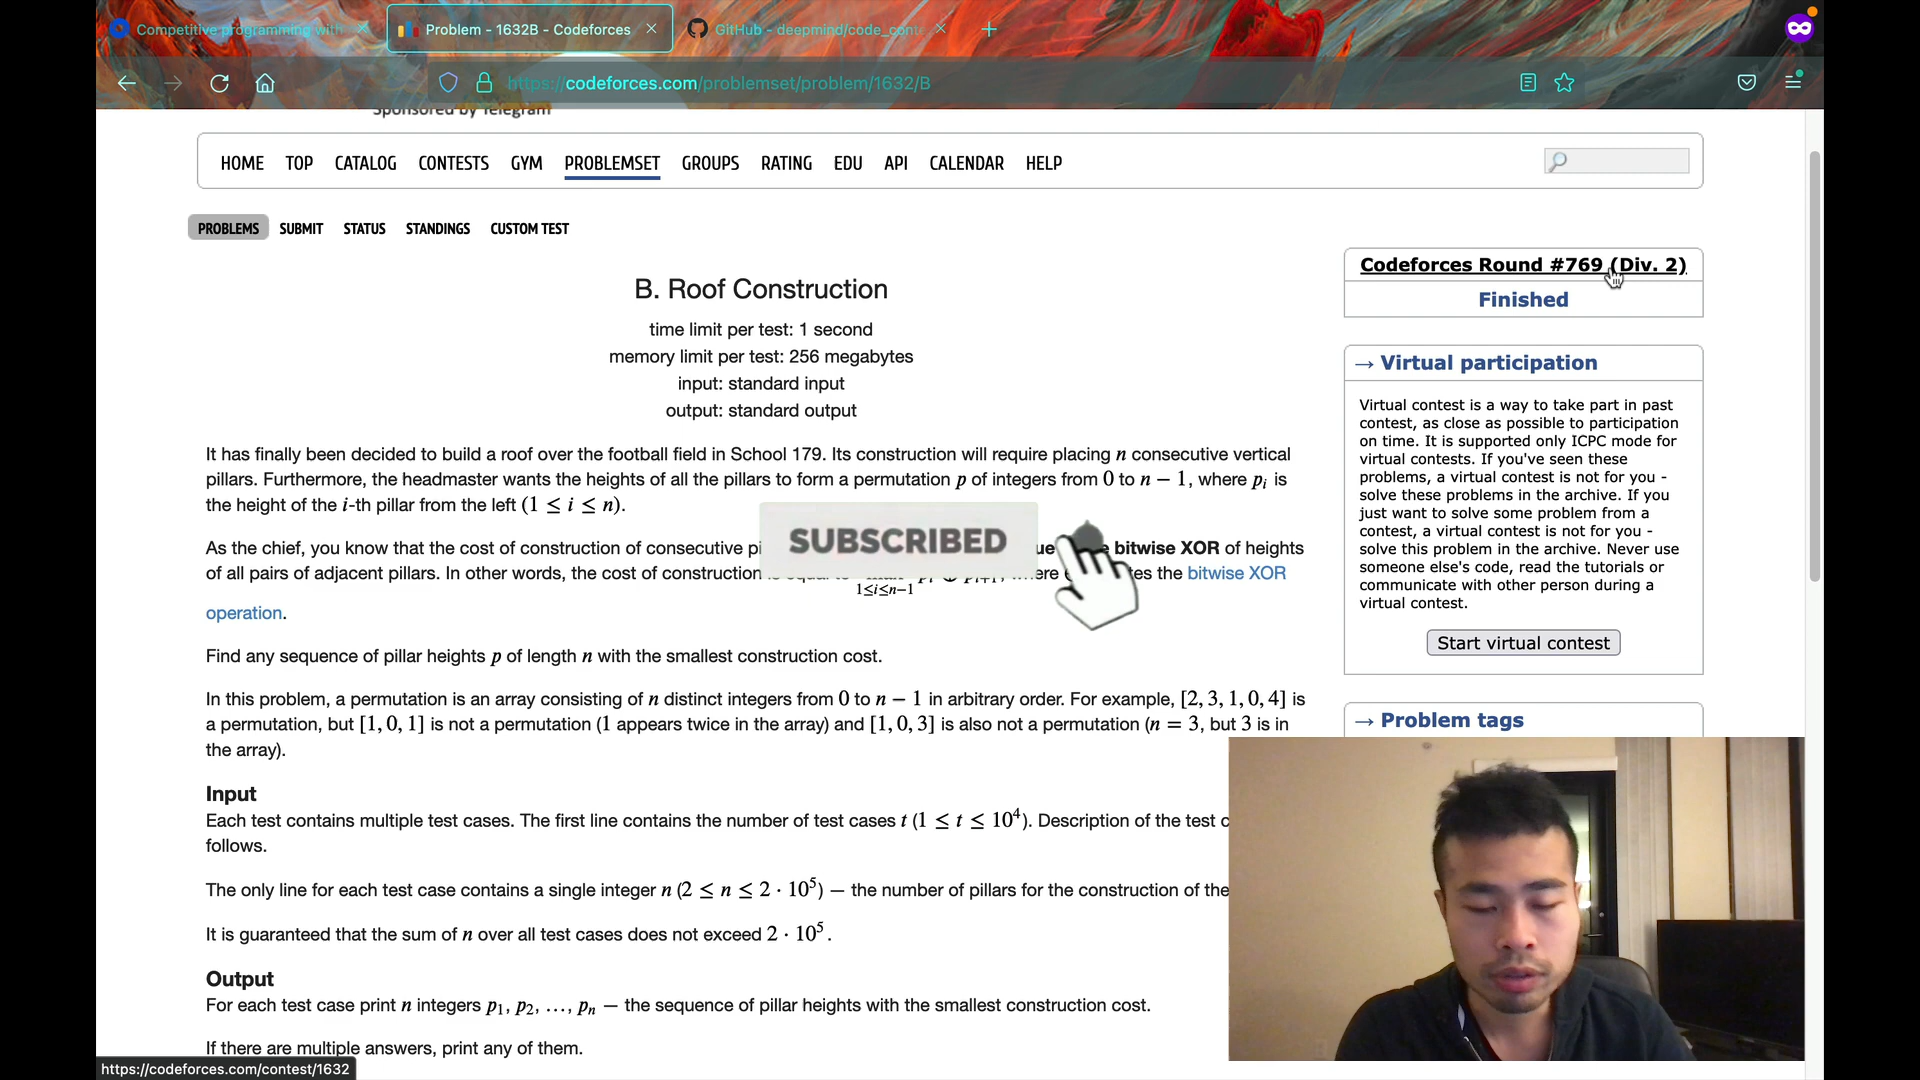 Competitive programming with
Problem - 1632B - Codeforces
GitHub - deepmind/code_conte
https://codeforces.com/problemset/problem/1632/B
Sponsored by Telegram
HOME TOP CATALOG CONTESTS GYM PROBLEMSET GROUPS RATING EDU API CALENDAR HELP
PROBLEMS SUBMIT STATUS STANDINGS CUSTOM TEST
B. Roof Construction
time limit per test: 1 second
memory limit per test: 256 megabytes
input: standard input
output: standard output
It has finally been decided to build a roof over the football field in School 179. Its construction will require placing n consecutive vertical
pillars. Furthermore, the headmaster wants the heights of all the pillars to form a permutation p of integers from 0 to n − 1, where pᵢ is
the height of the i-th pillar from the left (1 ≤ i ≤ n).
As the chief, you know that the cost of construction of consecutive bitwise XOR of heights
of all pairs of adjacent pillars. In other words, the cost of construction the bitwise XOR
1≤i≤n−1
operation.
Find any sequence of pillar heights p of length n with the smallest construction cost.
In this problem, a permutation is an array consisting of n distinct integers from 0 to n − 1 in arbitrary order. For example, [2, 3, 1, 0, 4] is
a permutation, but [1, 0, 1] is not a permutation (1 appears twice in the array) and [1, 0, 3] is also not a permutation (n = 3, but 3 is in
the array).
Input
Each test contains multiple test cases. The first line contains the number of test cases t (1 ≤ t ≤ 10⁴). Description of the test c
follows.
The only line for each test case contains a single integer n (2 ≤ n ≤ 2 · 10⁵) — the number of pillars for the construction of the
It is guaranteed that the sum of n over all test cases does not exceed 2 · 10⁵.
Output
For each test case print n integers p₁, p₂, …, pₙ — the sequence of pillar heights with the smallest construction cost.
If there are multiple answers, print any of them.
SUBSCRIBED
Codeforces Round #769 (Div. 2)
Finished
→ Virtual participation
Virtual contest is a way to take part in past
contest, as close as possible to participation
on time. It is supported only ICPC mode for
virtual contests. If you've seen these
problems, a virtual contest is not for you -
solve these problems in the archive. If you
just want to solve some problem from a
contest, a virtual contest is not for you -
solve this problem in the archive. Never use
someone else's code, read the tutorials or
communicate with other person during a
virtual contest.
Start virtual contest
→ Problem tags
https://codeforces.com/contest/1632